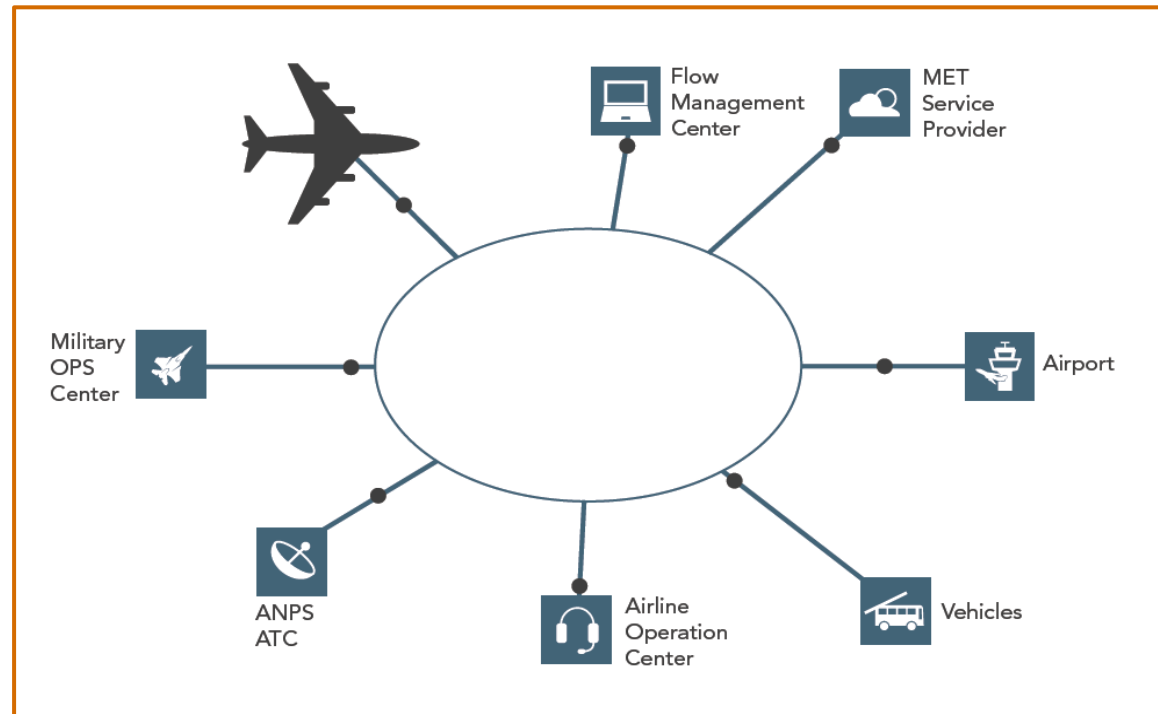 Flow
Management
Center
MET
Service
Provider
Military
OPS
Center
Airport
ANPS
ATC
Airline
Operation
Center
Vehicles